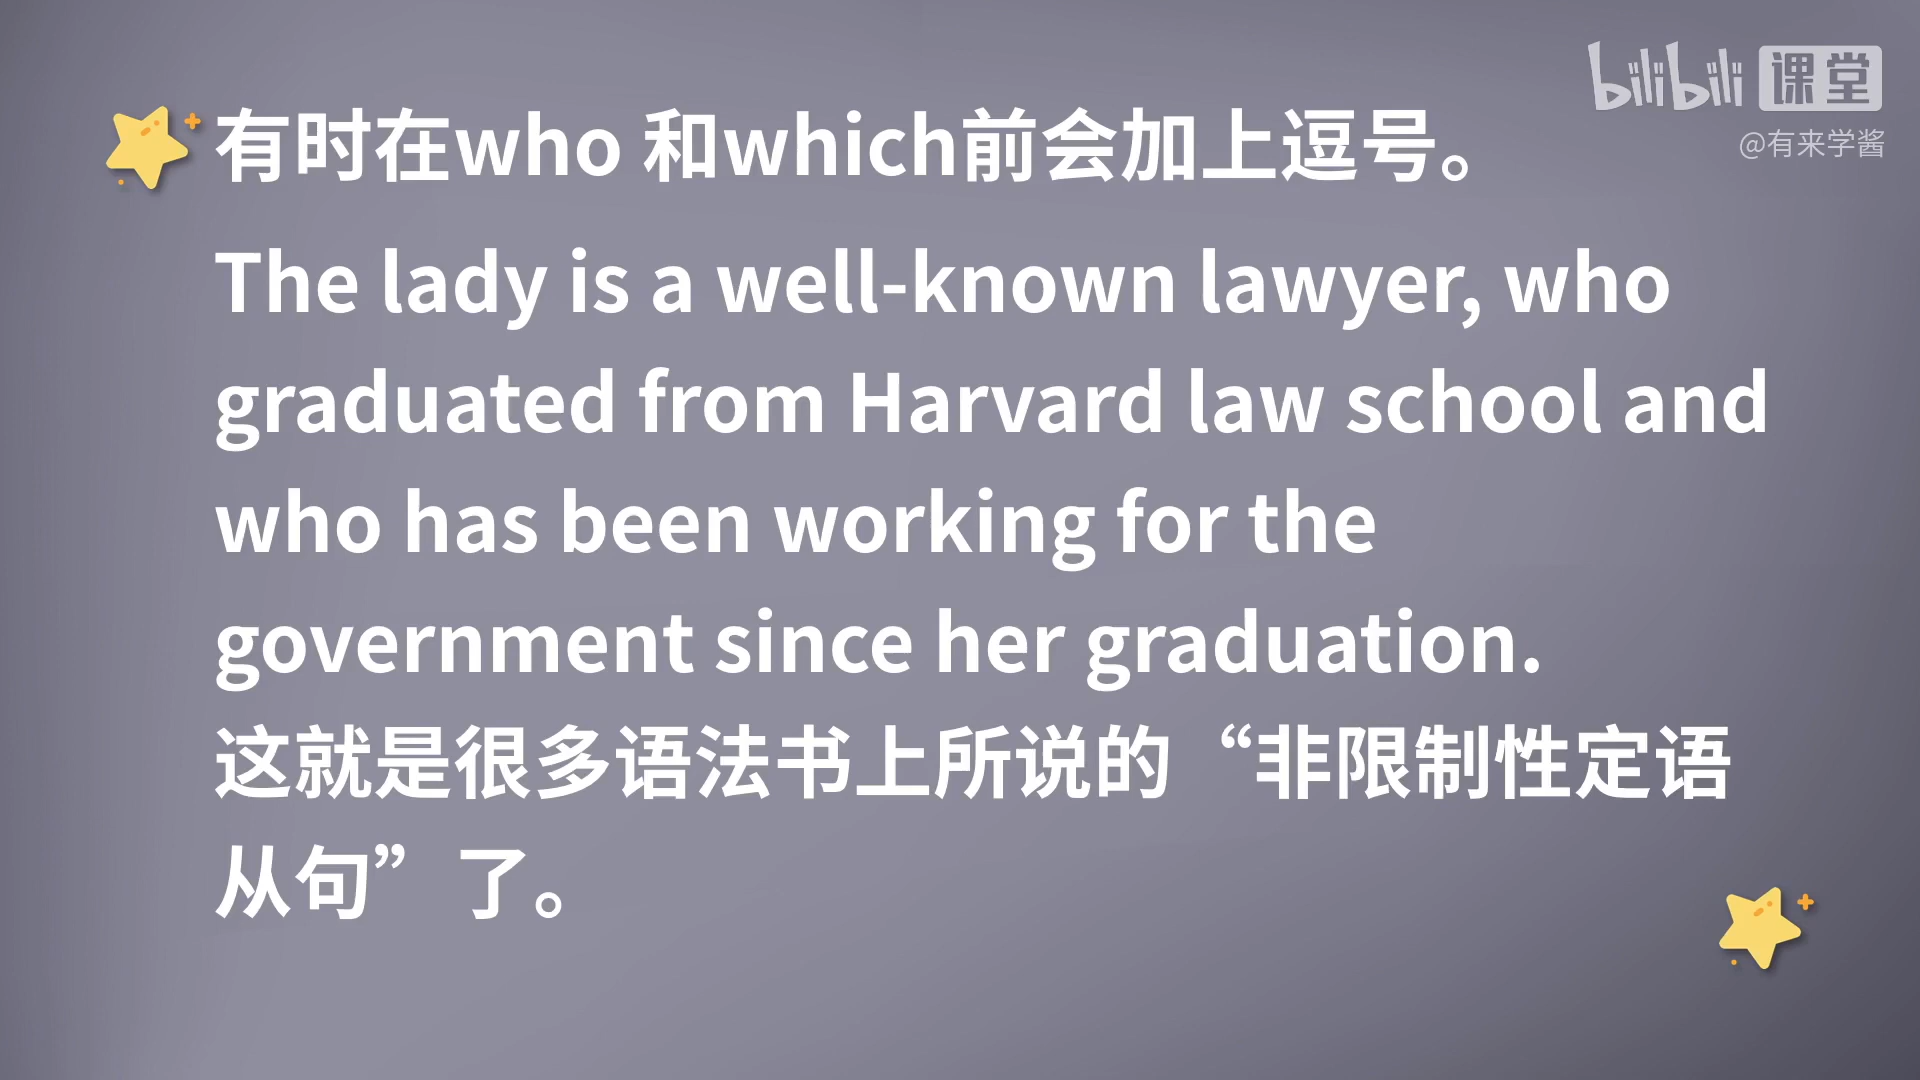 bilibili 课堂
@有来学酱
有时在who 和which前会加上逗号。
The lady is a well-known lawyer, who
graduated from Harvard law school and
who has been working for the
government since her graduation.
这就是很多语法书上所说的“非限制性定语
从句”了。